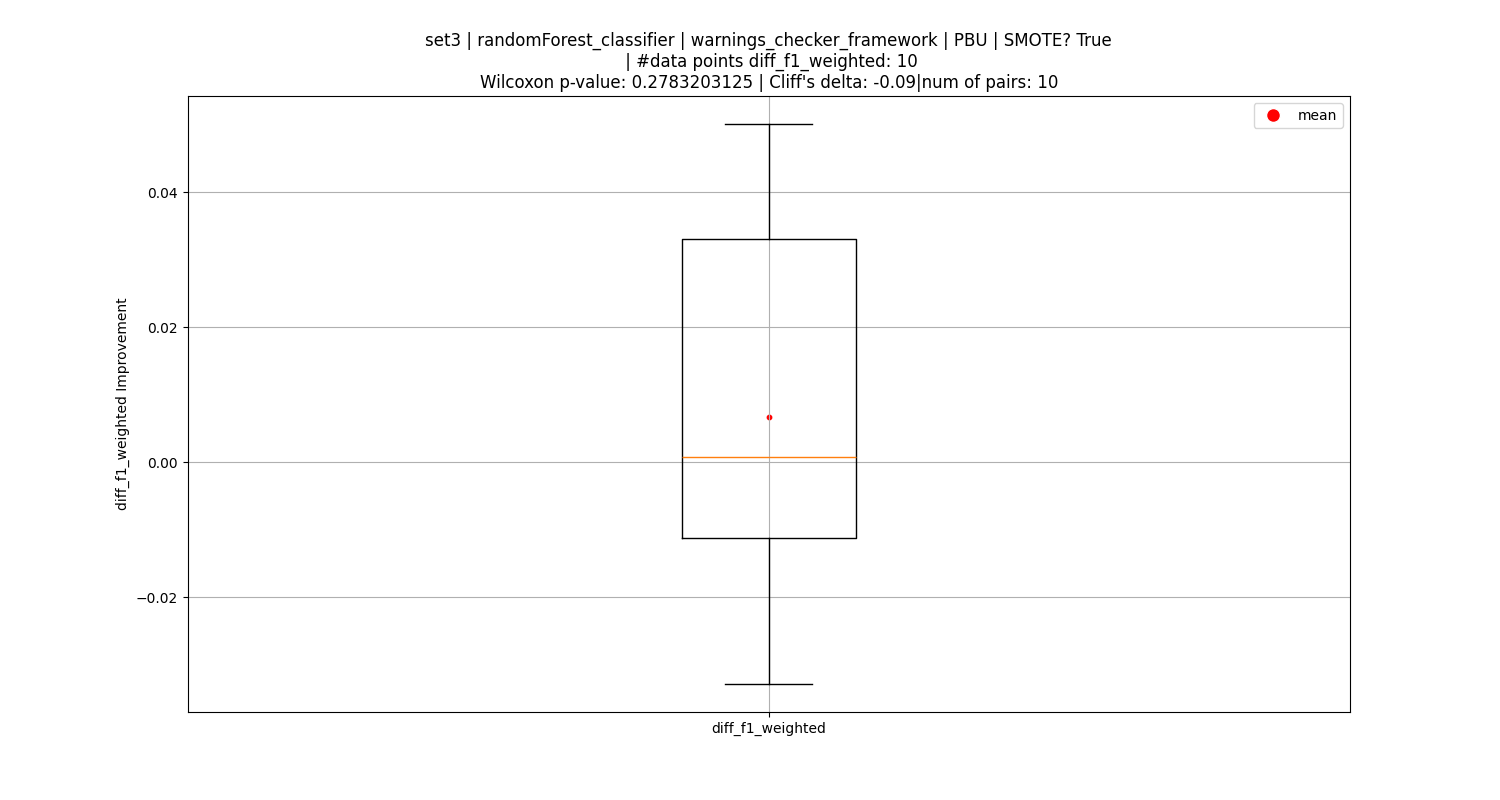 set3 | randomForest_classifier | warnings_checker_framework | PBU | SMOTE? True
| #data points diff_f1_weighted: 10
Wilcoxon p-value: 0.2783203125 | Cliff's delta: -0.09|num of pairs: 10
mean
0.04
0.02
0.00
−0.02
diff_f1_weighted Improvement
diff_f1_weighted